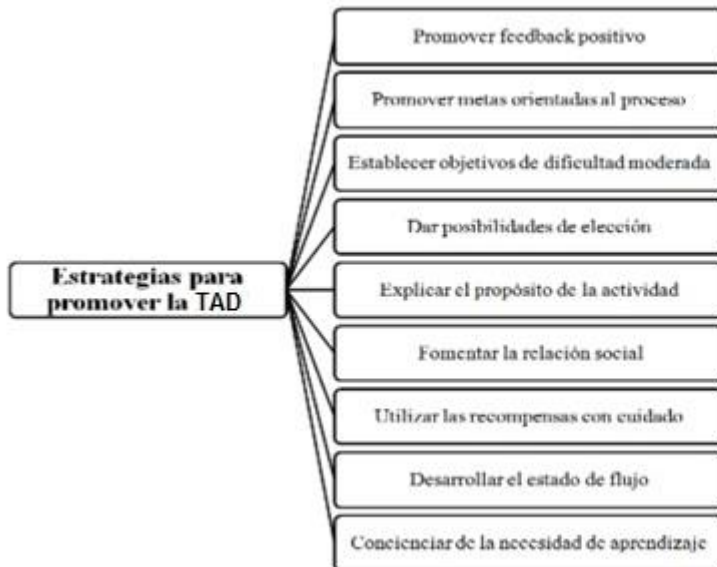 Promover feedback positivo
Promover metas orientadas al proceso
Establecer objetivos de dificultad moderada
Dar posibilidades de elección
Estrategias para
promover la TAD
Explicar el propósito de la actividad
Fomentar la relación social
Utilizar las recompensas con cuidado
Desarrollar el estado de flujo
Concienciar de la necesidad de aprendizaje